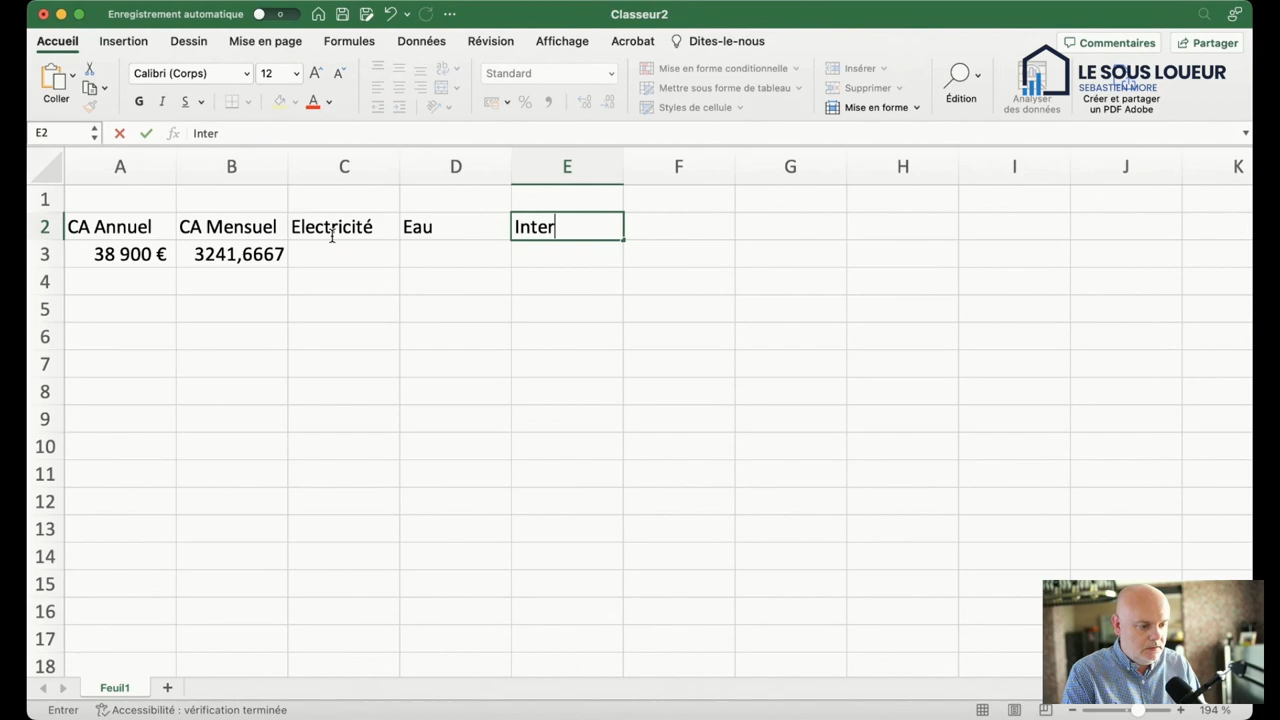 Enregistrement automatique
Classeur2
Accueil Insertion Dessin Mise en page Formules Données Révision Affichage Acrobat Dites-le-nous Commentaires Partager
Coller
Calibri (Corps) 12
G I S
Standard
Mise en forme conditionnelle
Mettre sous forme de tableau
Styles de cellule
Insérer
Supprimer
Mise en forme
Édition
Analyser des données
Créer et partager un PDF Adobe
LE SOUS LOUEUR
SEBASTIEN MORE
E2 fx Inter
A B C D E F G H I J K
1
2 CA Annuel CA Mensuel Electricité Eau Inter
3 38 900 € 3241,6667
4
5
6
7
8
9
10
11
12
13
14
15
16
17
18
Feuil1 +
Entrer Accessibilité : vérification terminée 194 %